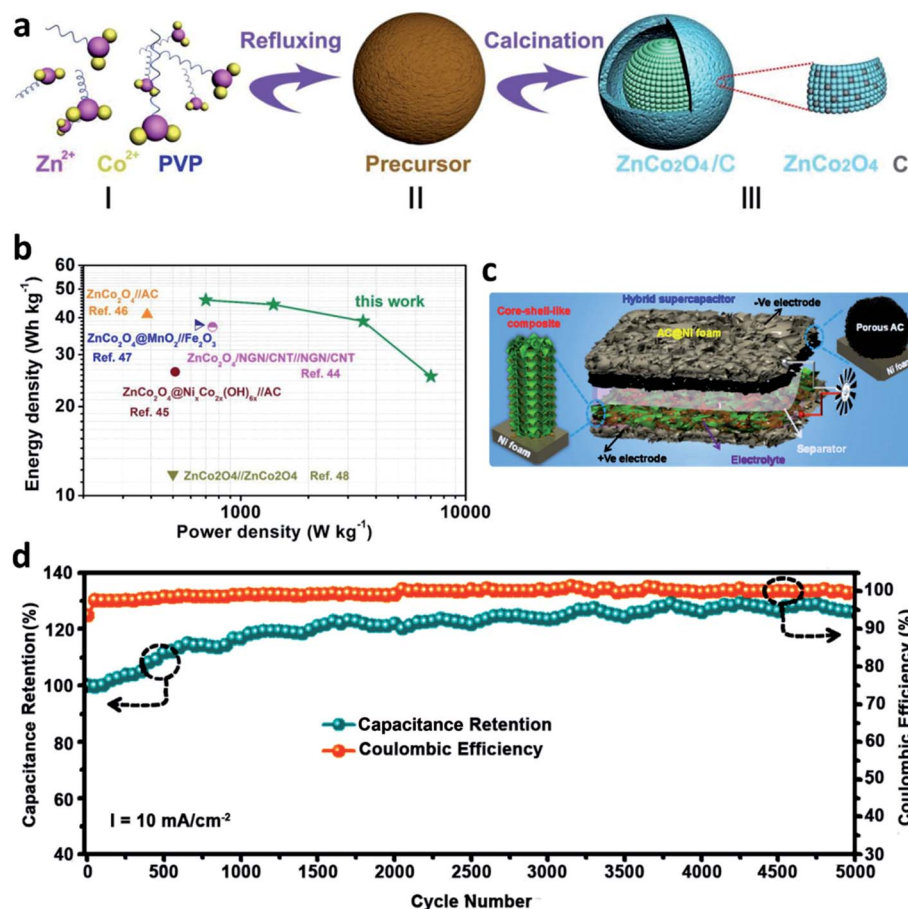 a
Refluxing
Calcination
Zn²⁺ Co²⁺ PVP
Precursor
ZnCo₂O₄/C
ZnCo₂O₄ C
I
II
III
b
Energy density (Wh kg⁻¹)
60
50
40
30
20
10
ZnCo₂O₄//AC
Ref. 46
this work
ZnCo₂O₄@MnO₂//Fe₂O₃
Ref. 47
ZnCo₂O₄/NGN/CNT//NGN/CNT
Ref. 44
ZnCo₂O₄@NiₓCo₂ₓ(OH)₆ₓ//AC
Ref. 45
ZnCo2O4//ZnCo2O4 Ref. 48
1000
10000
Power density (W kg⁻¹)
c
Core-shell-like
composite
Hybrid supercapacitor
-Ve electrode
AC@Ni foam
Porous AC
Ni foam
Ni foam
Separator
+Ve electrode
Electrolyte
d
Capacitance Retention(%)
140
120
100
80
60
40
Capacitance Retention
Coulombic Efficiency
I = 10 mA/cm⁻²
0 500 1000 1500 2000 2500 3000 3500 4000 4500 5000
Cycle Number
100
90
80
75
70
60
50
40
30
Coulombic Efficiency (%)